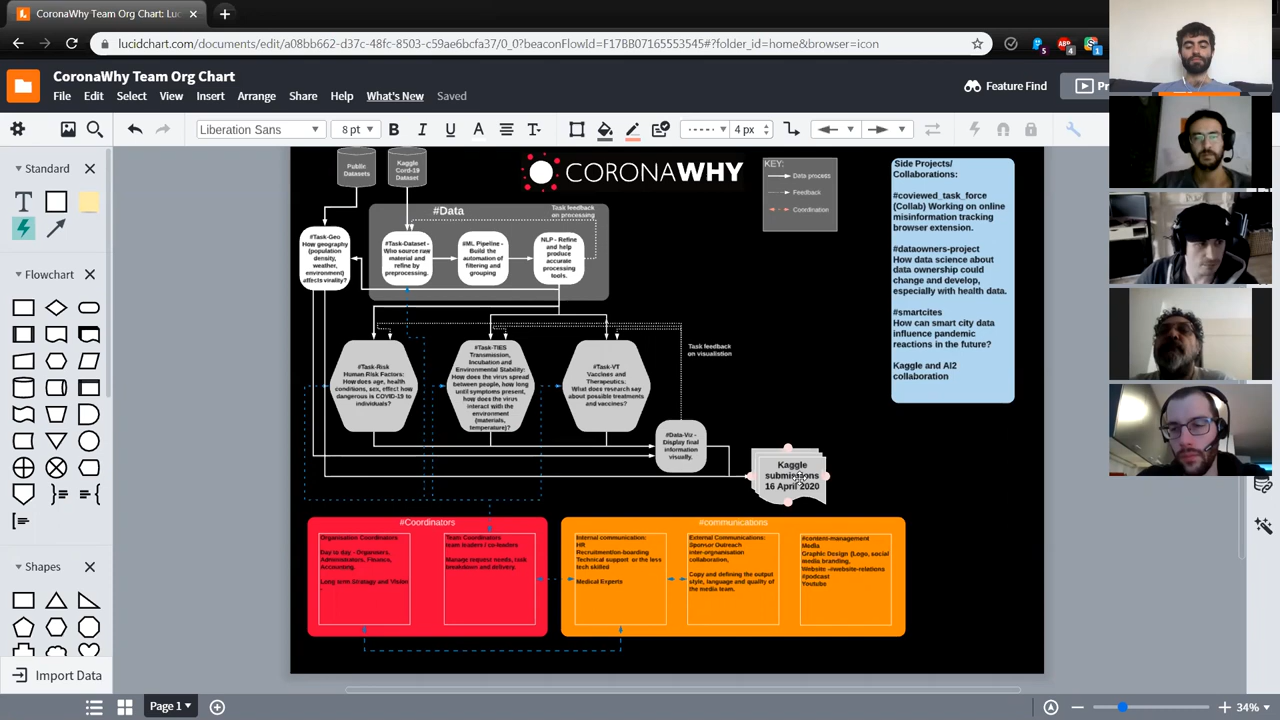 CoronaWhy Team Org Chart: Luc
lucidchart.com/documents/edit/c08bb662-d37c-48fc-8503-c59ae6bcfa37/0_0?beaconFlowId=F17BB07165553545#?folder_id=home&browser=icon
CoronaWhy Team Org Chart
File Edit Select View Insert Arrange Share Help What's New Saved
Feature Find
Liberation Sans
8 pt
4 px
Standard
Flowchart
Shapes
Import Data
Page 1
34%
Public
Datasets
Kaggle
Cord-19
Dataset
CORONAWHY
KEY:
Data process
Feedback
Coordination
Side Projects/
Collaborations:
#coviewed_task_force
(Collab) Working on online
misinformation tracking
browser extension.
#dataowners-project
How data science about
data ownership could
change and develop,
especially with health data.
#smartcites
How can smart city data
influence pandemic
reactions in the future?
Kaggle and AI2
collaboration
#Data
Task feedback
on processing
#Task-Geo
How geography
(population
density,
weather,
environment)
affects virality?
#Task-Dataset -
Who source raw
material and
refine by
preprocessing.
#ML Pipeline -
Build the
automation of
filtering and
grouping
NLP - Refine
and help
produce
accurate
processing
tools.
#Task-Risk
Human Risk Factors:
How does age, health
conditions, sex, effect how
dangerous is COVID-19 to
individuals?
#Task-TIES
Transmission,
Incubation and
Environmental Stability:
How does the virus spread
between people, how long
until symptoms present,
how does the virus
interact with the
environment
(materials,
temperature)?
#Task-VT
Vaccines and
Therapeutics:
What does research say
about possible treatments
and vaccines?
Task feedback
on visualistion
#Data-Viz -
Display final
information
visually.
Kaggle
submissions
16 April 2020
#Coordinators
Organisation Coordinators
Day to day - Organisers,
Administrators, Finance,
Accounting.
Long term Strategy and Vision
.
Team Coordinators
team leaders / co-leaders
Manage request needs, task
breakdown and delivery.
#communications
Internal communication:
HR
Recruitment/on-boarding
Technical support or the less
tech skilled
Medical Experts
External Communications:
Sponsor Outreach
inter-orgnanisation
collaboration,
Copy and defining the output
style, language and quality of
the media team.
#content-management
Media
Graphic Design (Logo, social
media branding,
Website -#website-relations
#podcast
Youtube